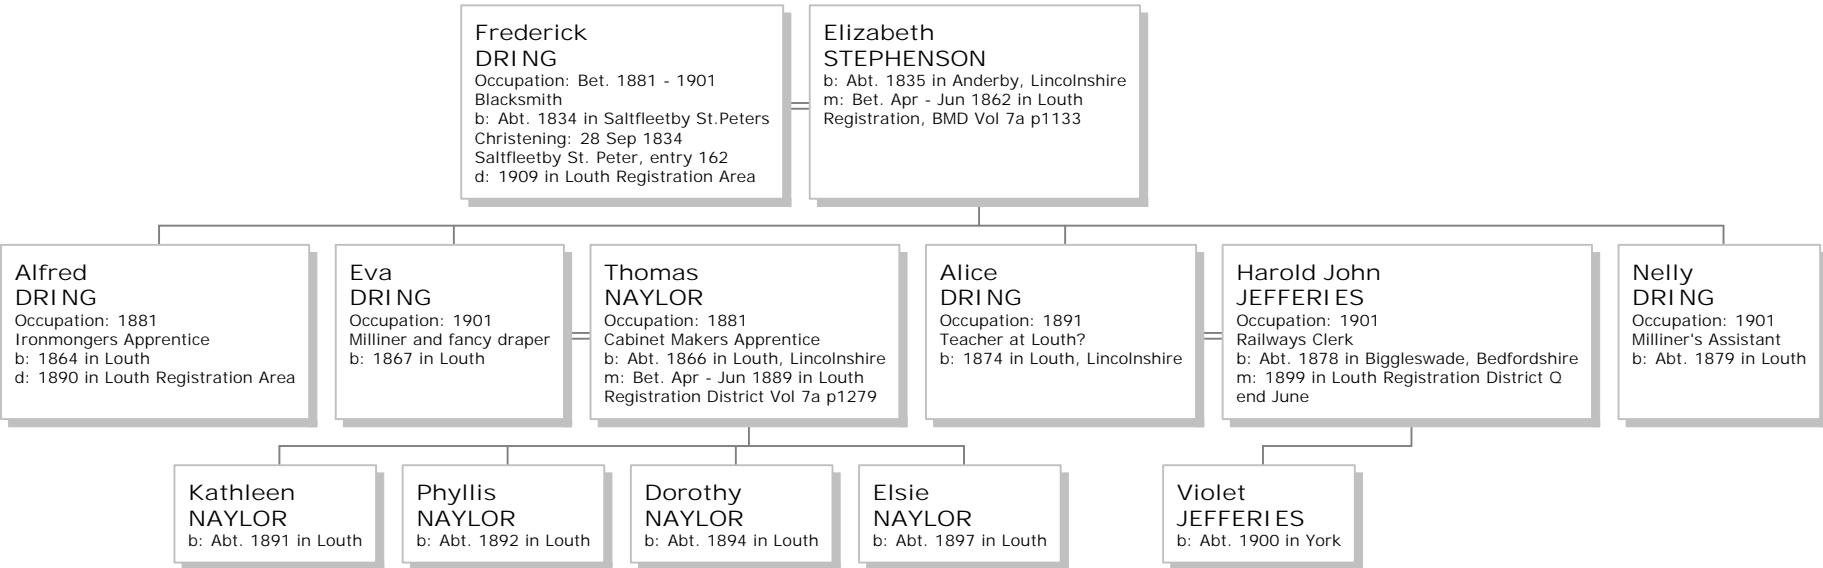 Frederick
DRING
Occupation: Bet. 1881 - 1901
Blacksmith
b: Abt. 1834 in Saltfleetby St.Peters
Christening: 28 Sep 1834
Saltfleetby St. Peter, entry 162
d: 1909 in Louth Registration Area
Elizabeth
STEPHENSON
b: Abt. 1835 in Anderby, Lincolnshire
m: Bet. Apr - Jun 1862 in Louth
Registration, BMD Vol 7a p1133
Alfred
DRING
Occupation: 1881
Ironmongers Apprentice
b: 1864 in Louth
d: 1890 in Louth Registration Area
Eva
DRING
Occupation: 1901
Milliner and fancy draper
b: 1867 in Louth
Thomas
NAYLOR
Occupation: 1881
Cabinet Makers Apprentice
b: Abt. 1866 in Louth, Lincolnshire
m: Bet. Apr - Jun 1889 in Louth
Registration District Vol 7a p1279
Alice
DRING
Occupation: 1891
Teacher at Louth?
b: 1874 in Louth, Lincolnshire
Harold John
JEFFERIES
Occupation: 1901
Railways Clerk
b: Abt. 1878 in Biggleswade, Bedfordshire
m: 1899 in Louth Registration District Q
end June
Nelly
DRING
Occupation: 1901
Milliner's Assistant
b: Abt. 1879 in Louth
Kathleen
NAYLOR
b: Abt. 1891 in Louth
Phyllis
NAYLOR
b: Abt. 1892 in Louth
Dorothy
NAYLOR
b: Abt. 1894 in Louth
Elsie
NAYLOR
b: Abt. 1897 in Louth
Violet
JEFFERIES
b: Abt. 1900 in York